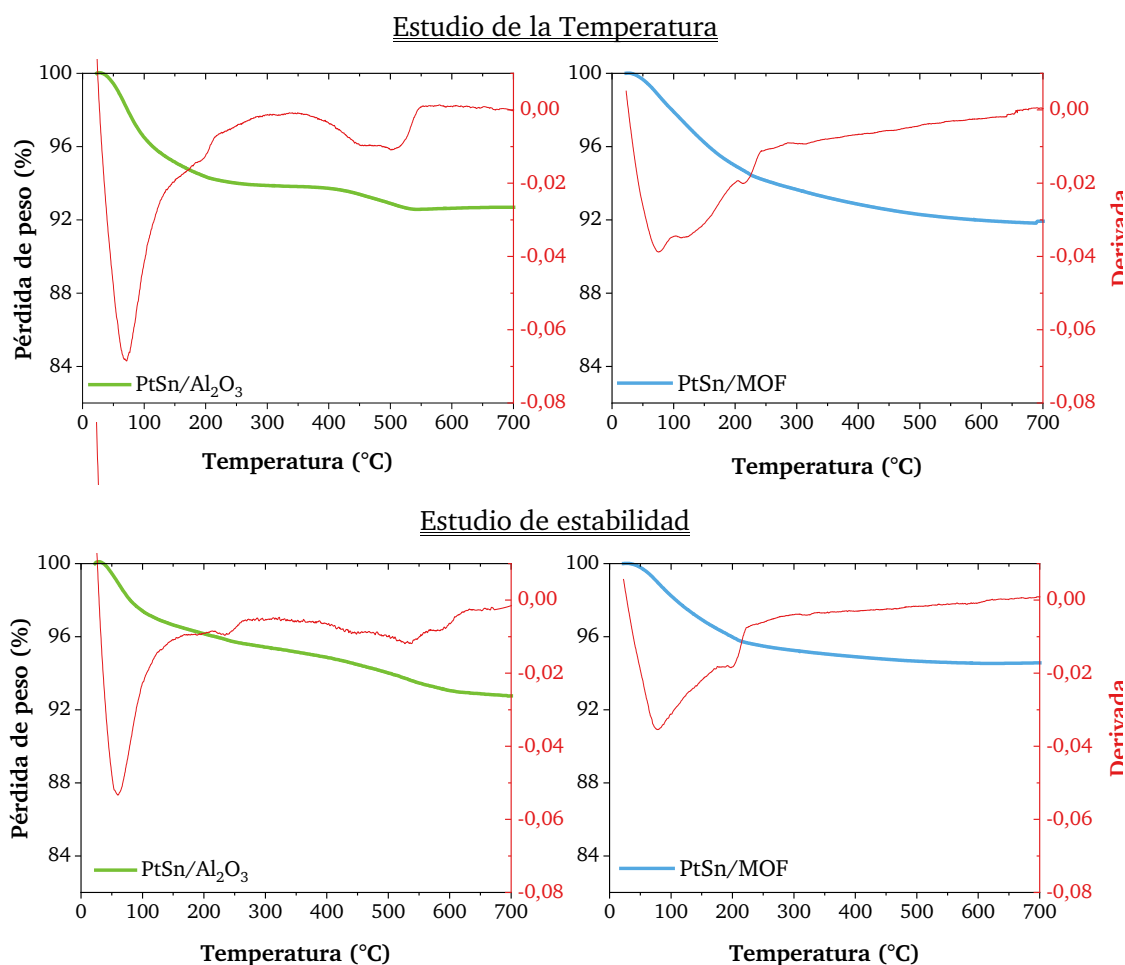 Estudio de la Temperatura
100
96
92
88
84
Pérdida de peso (%)
PtSn/Al₂O₃
0,00
-0,02
-0,04
-0,06
-0,08
0 100 200 300 400 500 600 700
Temperatura (°C)
100
96
92
88
84
PtSn/MOF
0,00
-0,02
-0,04
-0,06
-0,08
Derivada
0 100 200 300 400 500 600 700
Temperatura (°C)
Estudio de estabilidad
100
96
92
88
84
Pérdida de peso (%)
PtSn/Al₂O₃
0,00
-0,02
-0,04
-0,06
-0,08
0 100 200 300 400 500 600 700
Temperatura (°C)
100
96
92
88
84
PtSn/MOF
0,00
-0,02
-0,04
-0,06
-0,08
Derivada
0 100 200 300 400 500 600 700
Temperatura (°C)